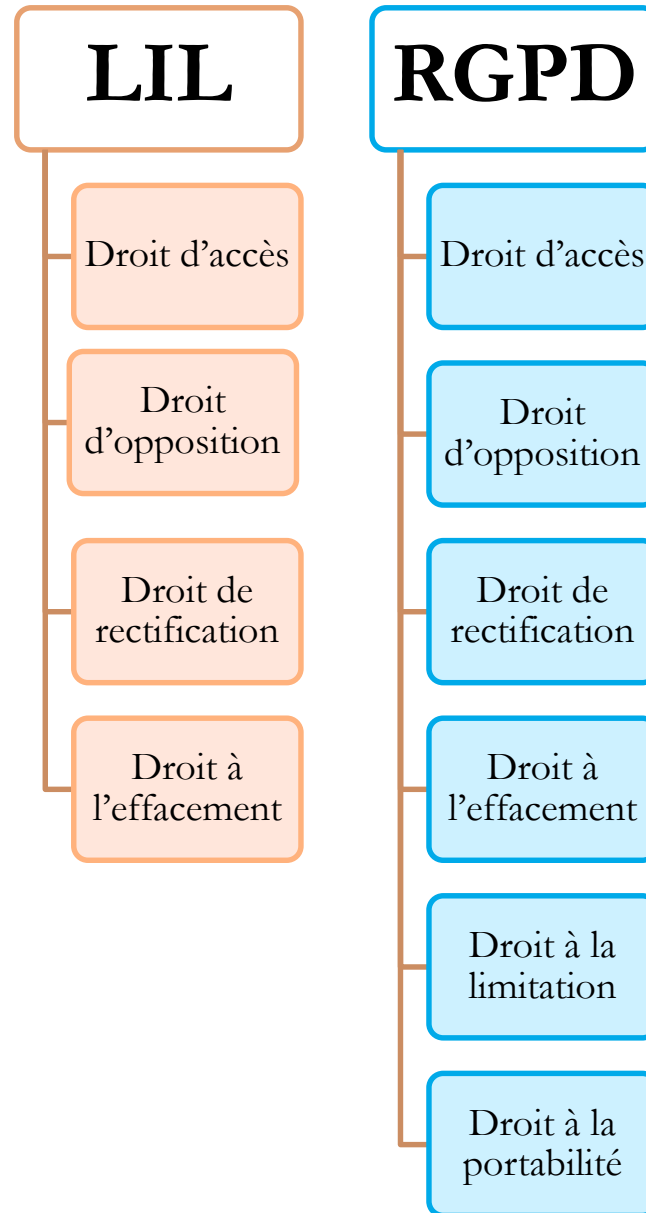 LIL
Droit d’accès
Droit
d’opposition
Droit de
rectification
Droit à
l’effacement
RGPD
Droit d’accès
Droit
d’opposition
Droit de
rectification
Droit à
l’effacement
Droit à la
limitation
Droit à la
portabilité